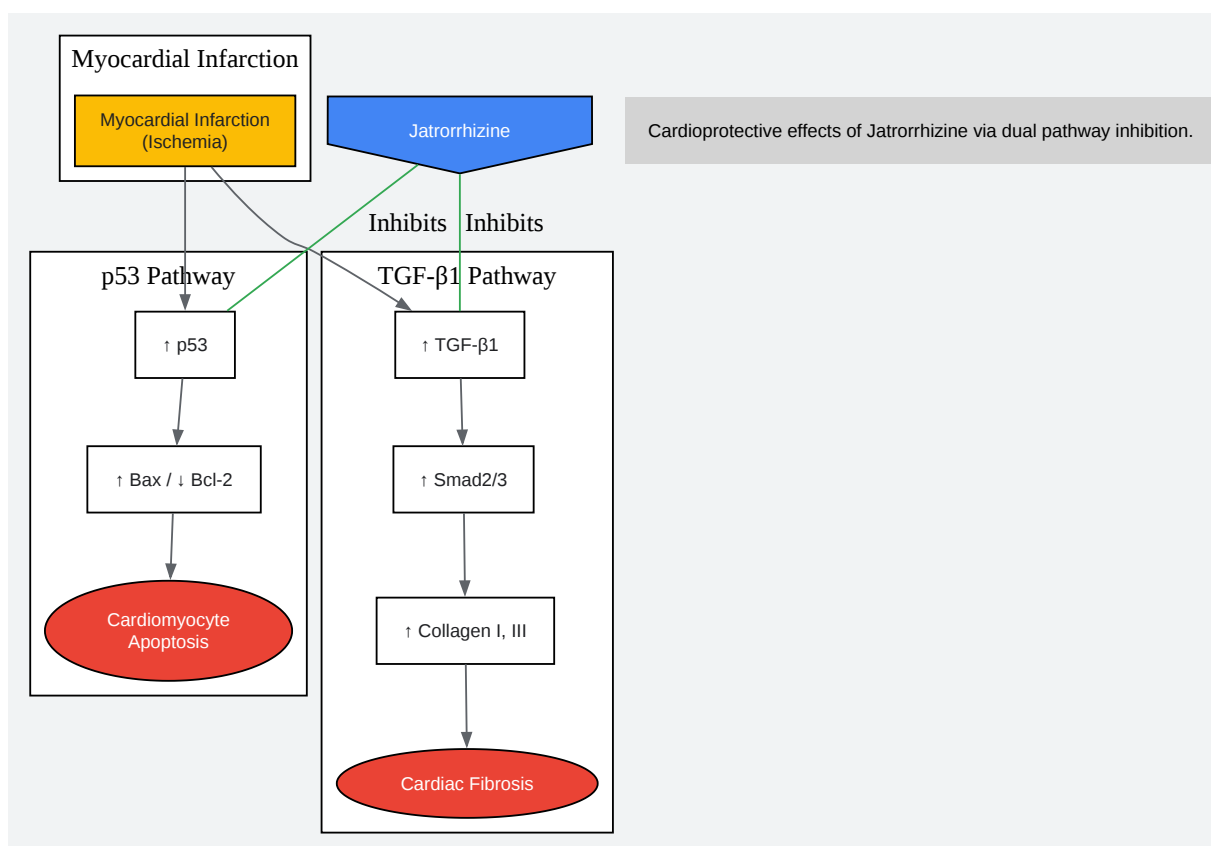 Myocardial Infarction
Myocardial Infarction
(Ischemia)
Jatrorrhizine
Cardioprotective effects of Jatrorrhizine via dual pathway inhibition.
Inhibits
Inhibits
p53 Pathway
↑ p53
↑ Bax / ↓ Bcl-2
Cardiomyocyte
Apoptosis
TGF-β1 Pathway
↑ TGF-β1
↑ Smad2/3
↑ Collagen I, III
Cardiac Fibrosis